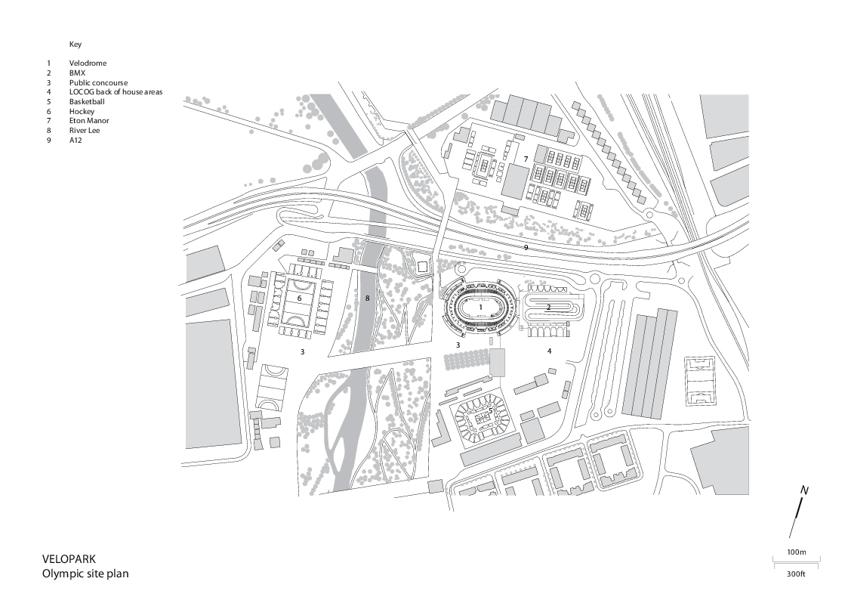 Key
1 Velodrome
2 BMX
3 Public concourse
4 LOCOG back of house areas
5 Basketball
6 Hockey
7 Eton Manor
8 River Lee
9 A12
7
9
6
8
1
2
3
3
4
5
N
100m
300ft
VELOPARK
Olympic site plan